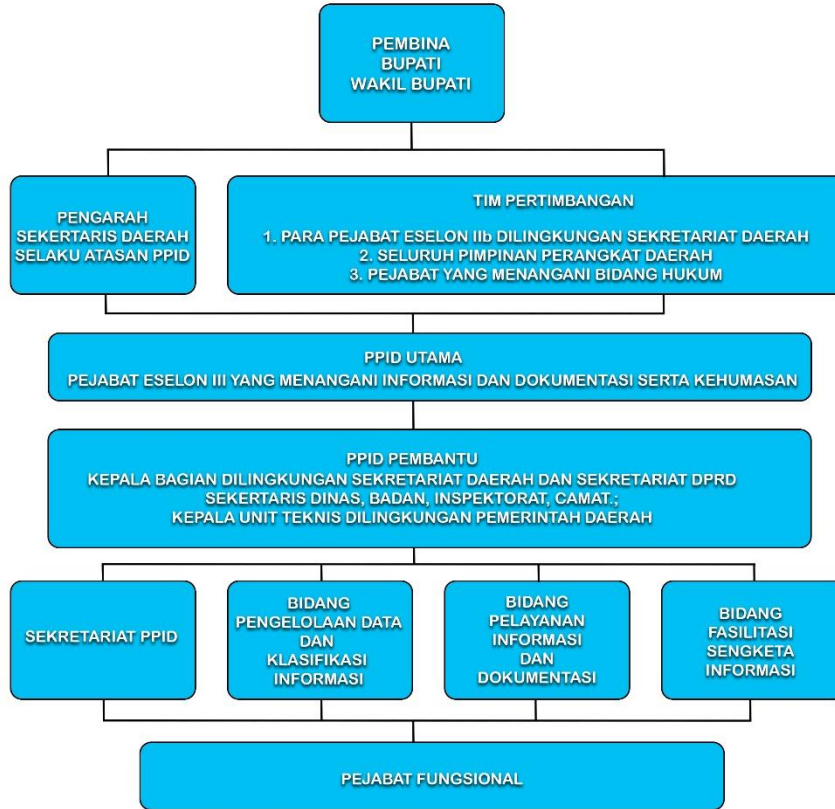 PEMBINA
BUPATI
WAKIL BUPATI
PENGARAH
SEKERTARIS DAERAH
SELAKU ATASAN PPID
TIM PERTIMBANGAN
1. PARA PEJABAT ESELON IIb DILINGKUNGAN SEKRETARIAT DAERAH
2. SELURUH PIMPINAN PERANGKAT DAERAH
3. PEJABAT YANG MENANGANI BIDANG HUKUM
PPID UTAMA
PEJABAT ESELON III YANG MENANGANI INFORMASI DAN DOKUMENTASI SERTA KEHUMASAN
PPID PEMBANTU
KEPALA BAGIAN DILINGKUNGAN SEKRETARIAT DAERAH DAN SEKRETARIAT DPRD
SEKERTARIS DINAS, BADAN, INSPEKTORAT, CAMAT.;
KEPALA UNIT TEKNIS DILINGKUNGAN PEMERINTAH DAERAH
SEKRETARIAT PPID
BIDANG
PENGELOLAAN DATA
DAN
KLASIFIKASI
INFORMASI
BIDANG
PELAYANAN
INFORMASI
DAN
DOKUMENTASI
BIDANG
FASILITASI
SENGKETA
INFORMASI
PEJABAT FUNGSIONAL